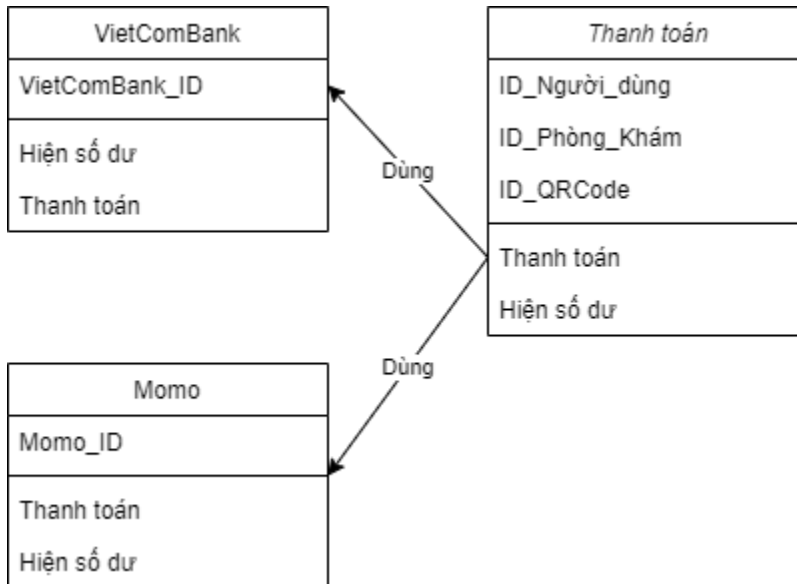 VietComBank
VietComBank_ID
Hiện số dư
Thanh toán
Thanh toán
ID_Người_dùng
ID_Phòng_Khám
ID_QRCode
Thanh toán
Hiện số dư
Dùng
Dùng
Momo
Momo_ID
Thanh toán
Hiện số dư